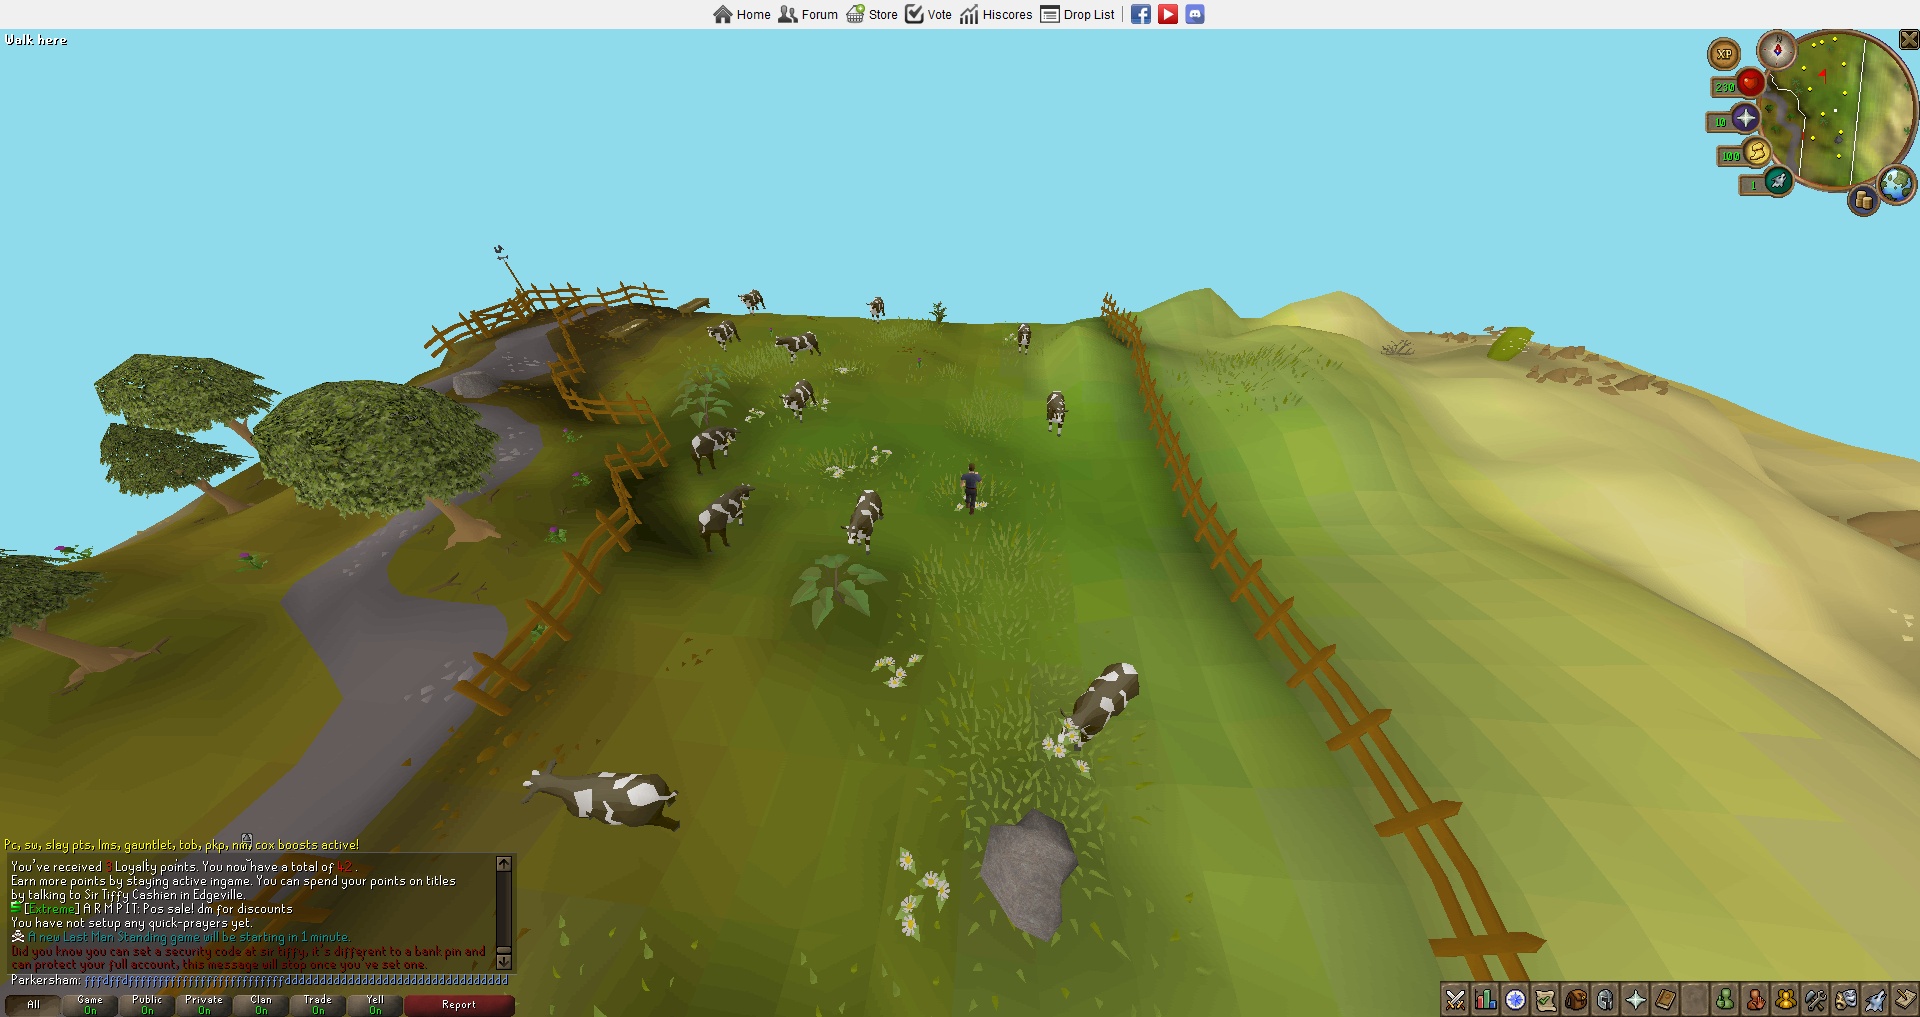 Home Forum Store Vote Hiscores Drop List
Walk here
XP
N
230
10
100
1
Pc, sw, slay pts, lms, gauntlet, tob, pkp, nm, cox boosts active!
You've received 3 Loyalty points. You now have a total of 42 .
Earn more points by staying active ingame. You can spend your points on titles
by talking to Sir Tiffy Cashien in Edgeville.
[Extreme] A R M P I T: Pos sale! dm for discounts
You have not setup any quick-prayers yet.
A new Last Man Standing game will be starting in 1 minute.
Did you know you can set a security code at sir tiffy, it's different to a bank pin and
can protect your full account, this message will stop once you've set one.
Parkersham:
All Game Public Private Clan Trade Yell Report
On On On On On On